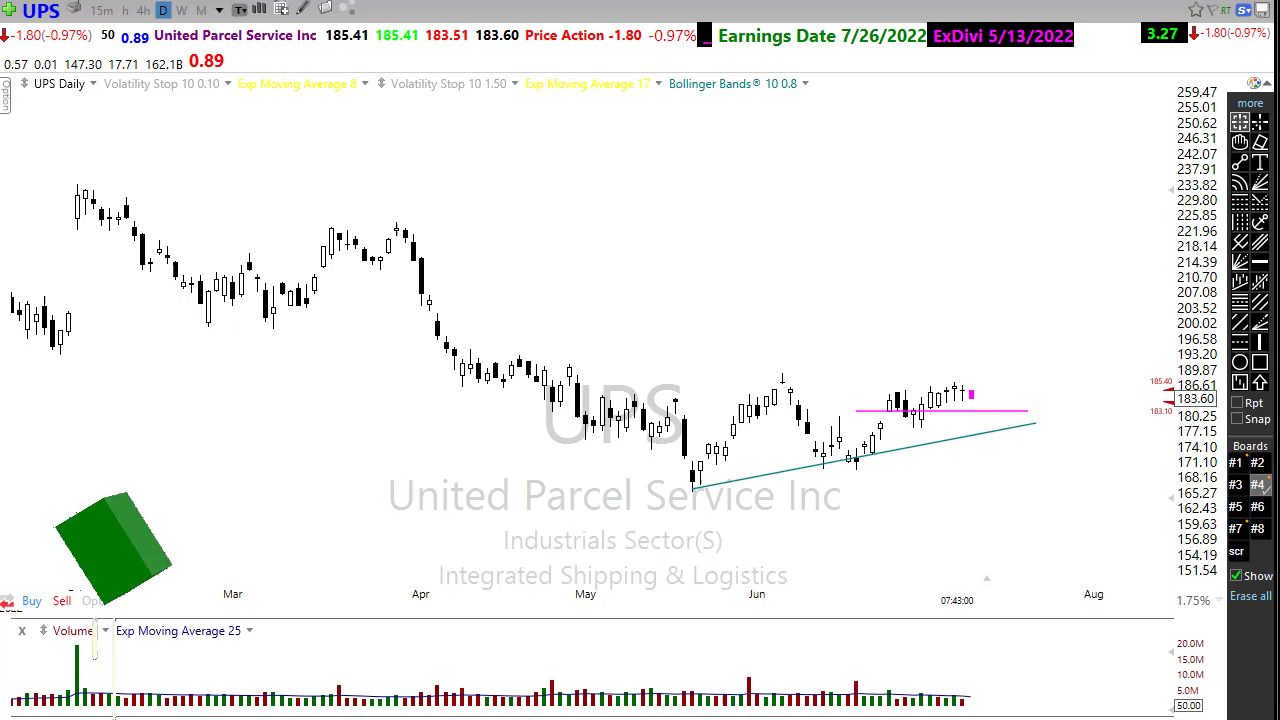 UPS 15m h 4h D W M RT
-1.80(-0.97%) 50 0.89 United Parcel Service Inc 185.41 185.41 183.51 183.60 Price Action -1.80 -0.97% ... Earnings Date 7/26/2022 ExDivi 5/13/2022 3.27 -1.80(-0.97%)
0.57 0.01 147.30 17.71 162.1B 0.89
Option
UPS Daily Volatility Stop 10 0.10 Exp Moving Average 8 Volatility Stop 10 1.50 Exp Moving Average 17 Bollinger Bands® 10 0.8
259.47
255.01
250.62
246.31
242.07
237.91
233.82
229.80
225.85
221.96
218.14
214.39
210.70
207.08
203.52
200.02
196.58
193.20
189.87
185.40
186.61
183.60
183.10
180.25
177.15
174.10
171.10
168.16
165.27
162.43
159.63
156.89
154.19
151.54
more
Rpt
Snap
Boards
#1 #2
#3 #4
#5 #6
#7 #8
scr
Show
Erase all
UPS
United Parcel Service Inc
Industrials Sector(S)
Integrated Shipping & Logistics
Mar Apr May Jun 07:43:00 Aug
Buy Sell 1.75%
X Volume Exp Moving Average 25
20.0M
15.0M
10.0M
5.0M
50.00